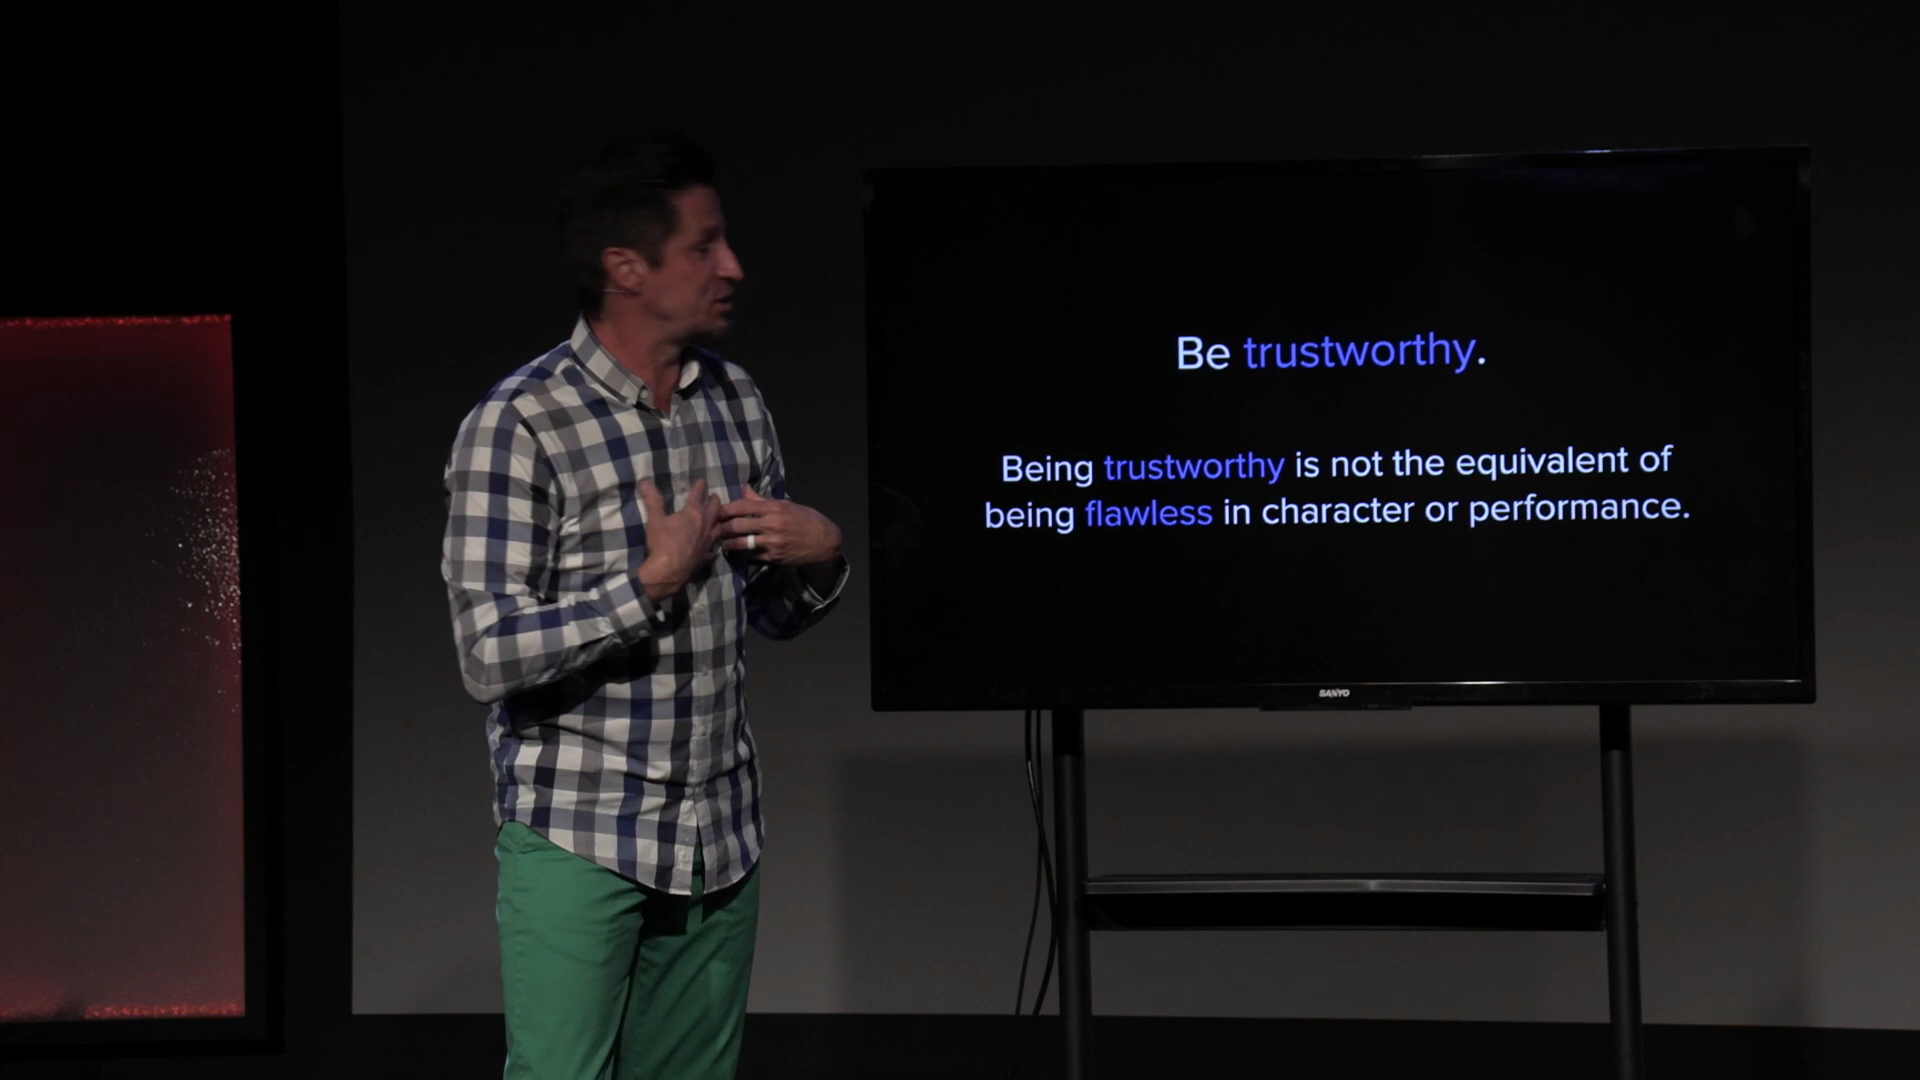 Be trustworthy.
Being trustworthy is not the equivalent of
being flawless in character or performance.
SANYO